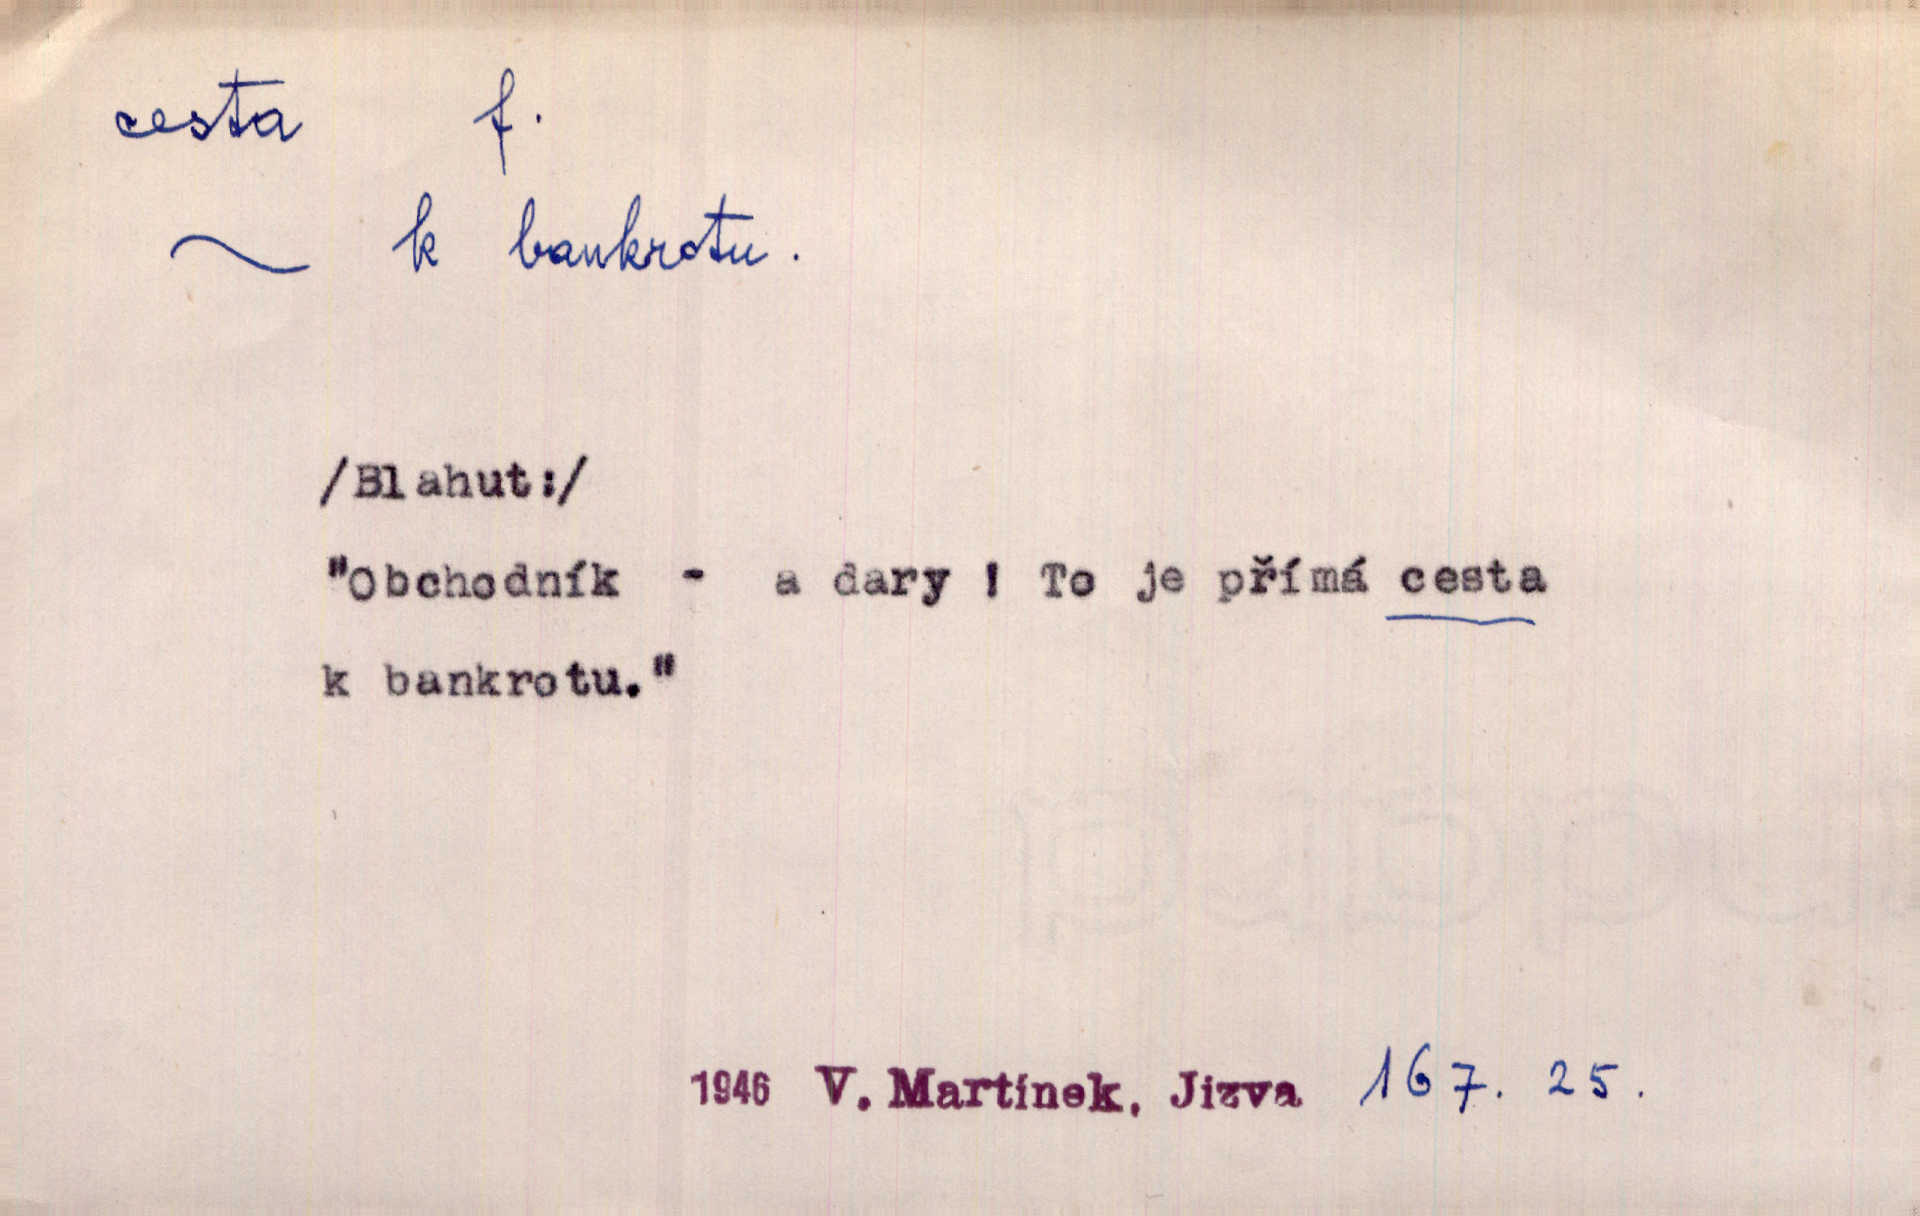 cesta f.
~ k bankrotu.
/Blahut:/
"Obchodník - a dary ! To je přímá cesta
k bankrotu."
1946 V. Martínek, Jizva 167. 25.